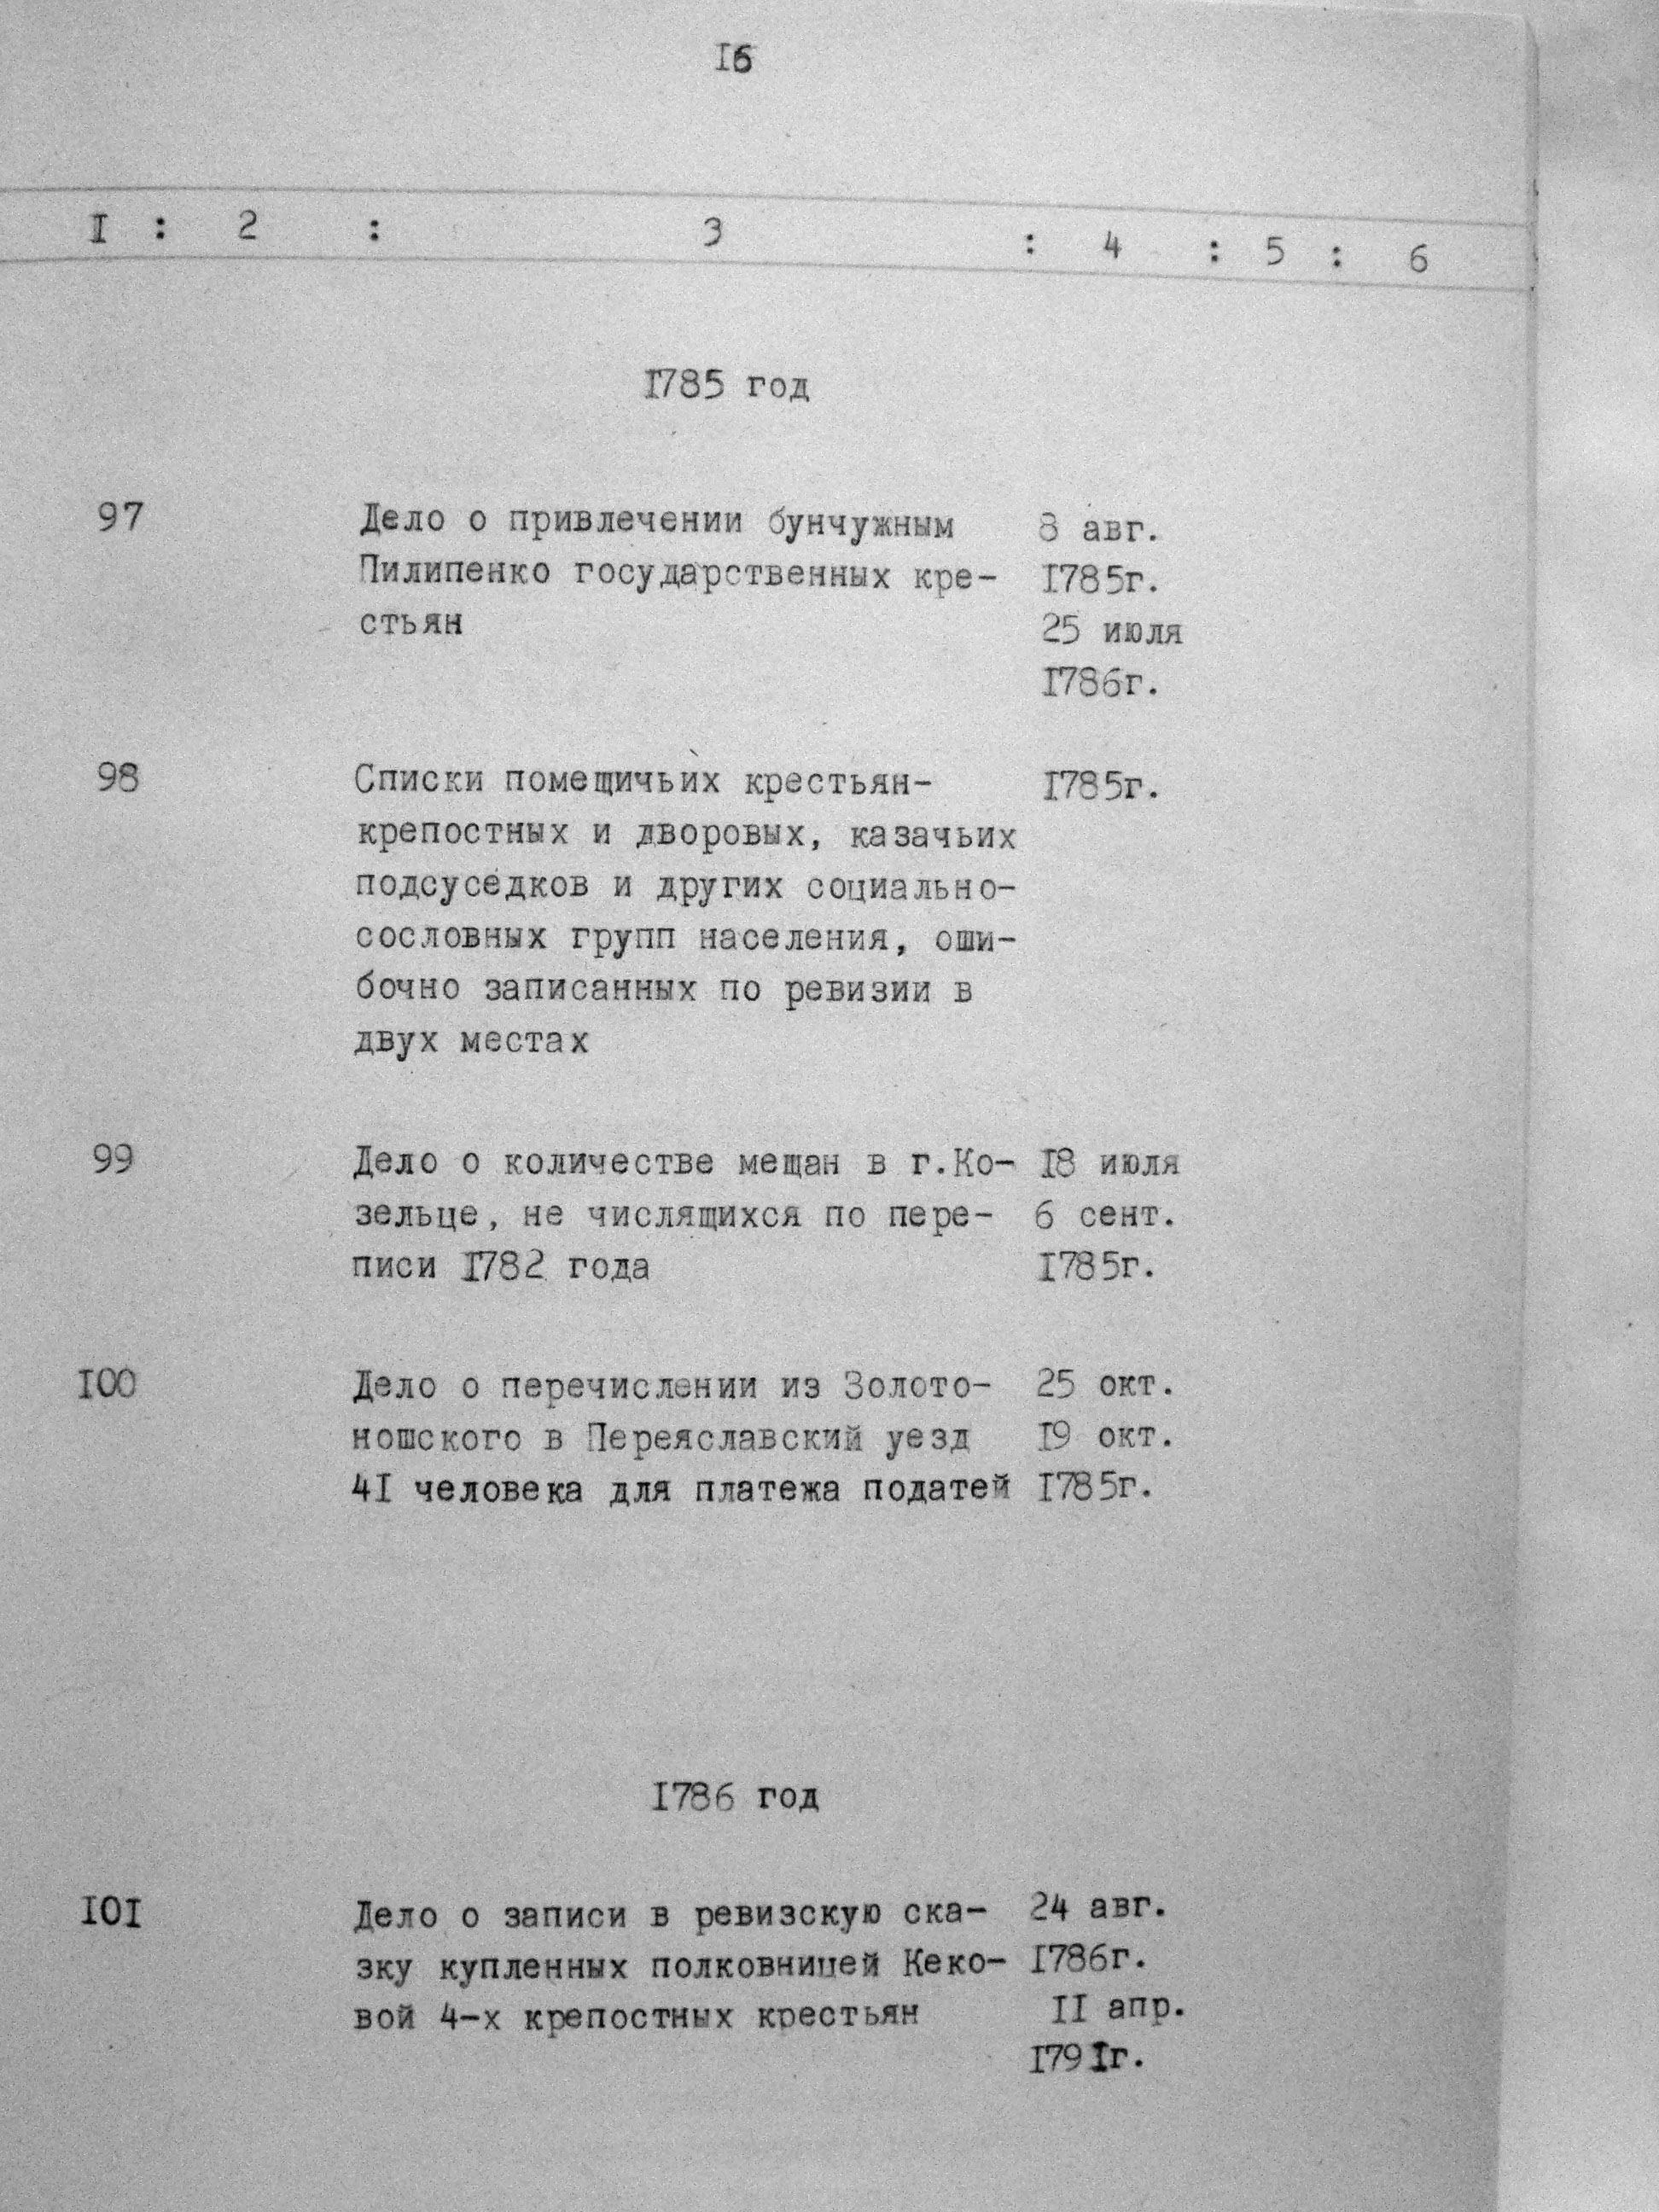 16
I : 2 : 3 : 4 : 5 : 6
I785 год
97 Дело о привлечении бунчужным 8 авг.
Пилипенко государственных кре- I785г.
стьян 25 июля
I786г.
98 Списки помещичьих крестьян- I785г.
крепостных и дворовых, казачьих
подсуседков и других социально-
сословных групп населения, оши-
бочно записанных по ревизии в
двух местах
99 Дело о количестве мещан в г.Ко- I8 июля
зельце, не числящихся по пере- 6 сент.
писи I782 года I785г.
I00 Дело о перечислении из Золото- 25 окт.
ношского в Переяславский уезд I9 окт.
4I человека для платежа податей I785г.
I786 год
I0I Дело о записи в ревизскую ска- 24 авг.
зку купленных полковницей Кеко- I786г.
вой 4-х крепостных крестьян II апр.
I79Iг.